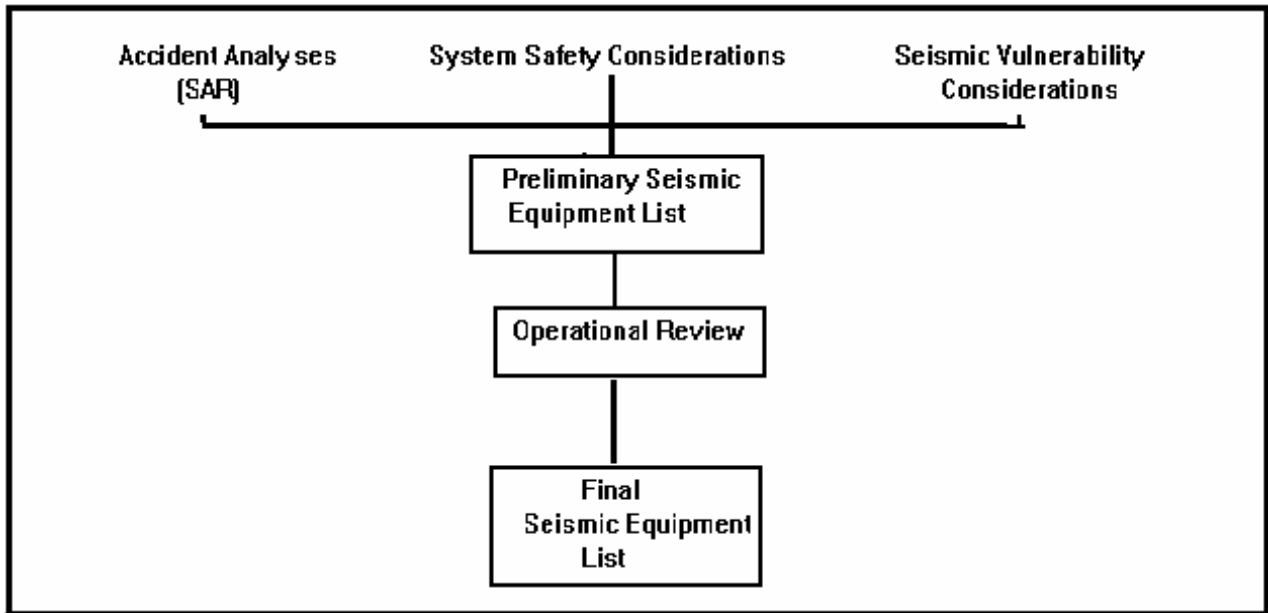 Accident Analyses
(SAR)
System Safety Considerations
Seismic Vulnerability
Considerations
Preliminary Seismic
Equipment List
Operational Review
Final
Seismic Equipment
List